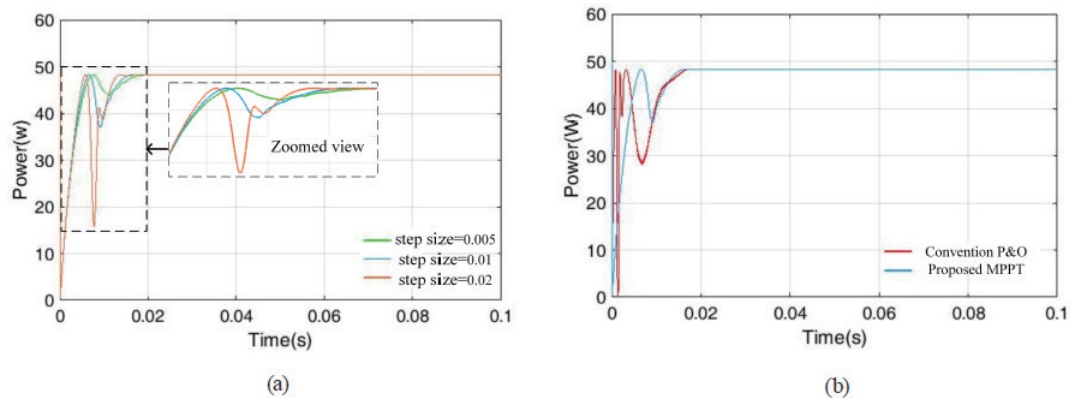 60
50
40
30
20
10
0
Power(w)
0
0.02
0.04
0.06
0.08
0.1
Time(s)
Zoomed view
step size=0.005
step size=0.01
step size=0.02
(a)
60
50
40
30
20
10
0
Power(W)
0
0.02
0.04
0.06
0.08
0.1
Time(s)
Convention P&O
Proposed MPPT
(b)